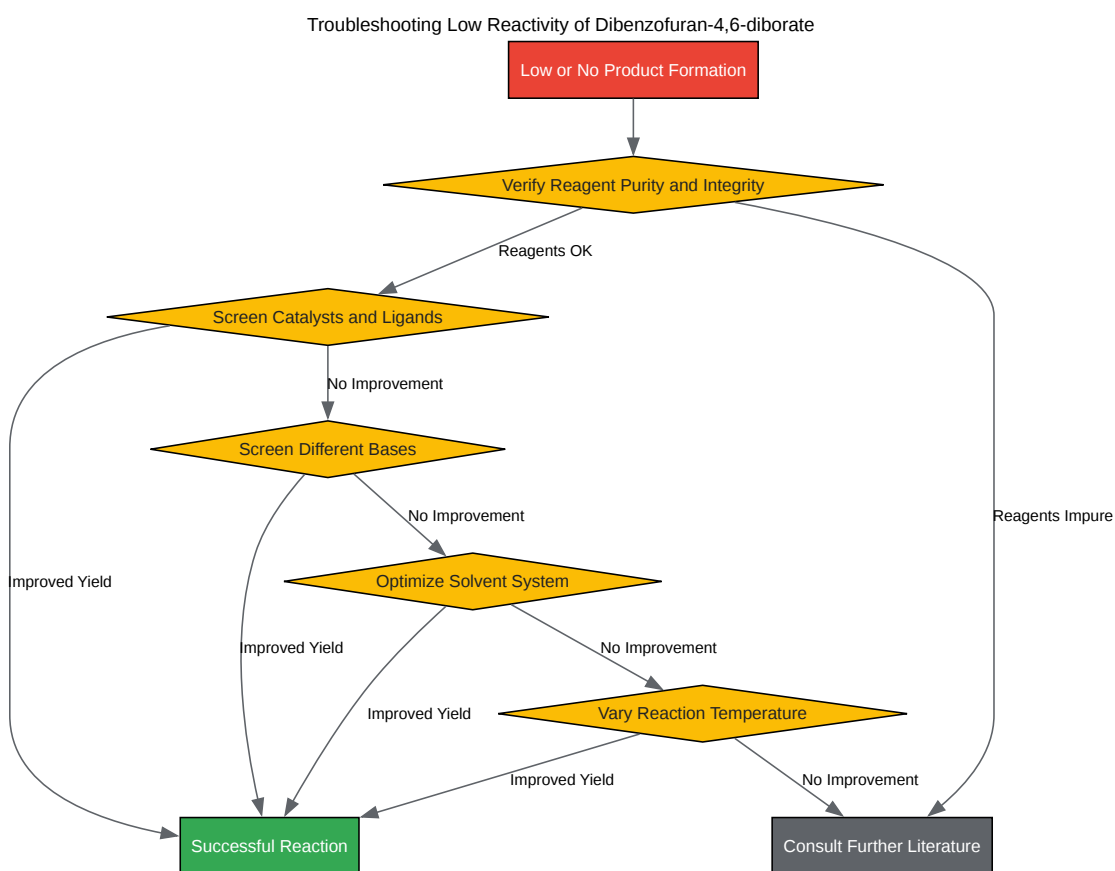 Troubleshooting Low Reactivity of Dibenzofuran-4,6-diborate
Low or No Product Formation
Verify Reagent Purity and Integrity
Reagents OK
Screen Catalysts and Ligands
No Improvement
Screen Different Bases
No Improvement
Reagents Impure
Optimize Solvent System
Improved Yield
Improved Yield
No Improvement
Improved Yield
Vary Reaction Temperature
Improved Yield
No Improvement
Successful Reaction
Consult Further Literature